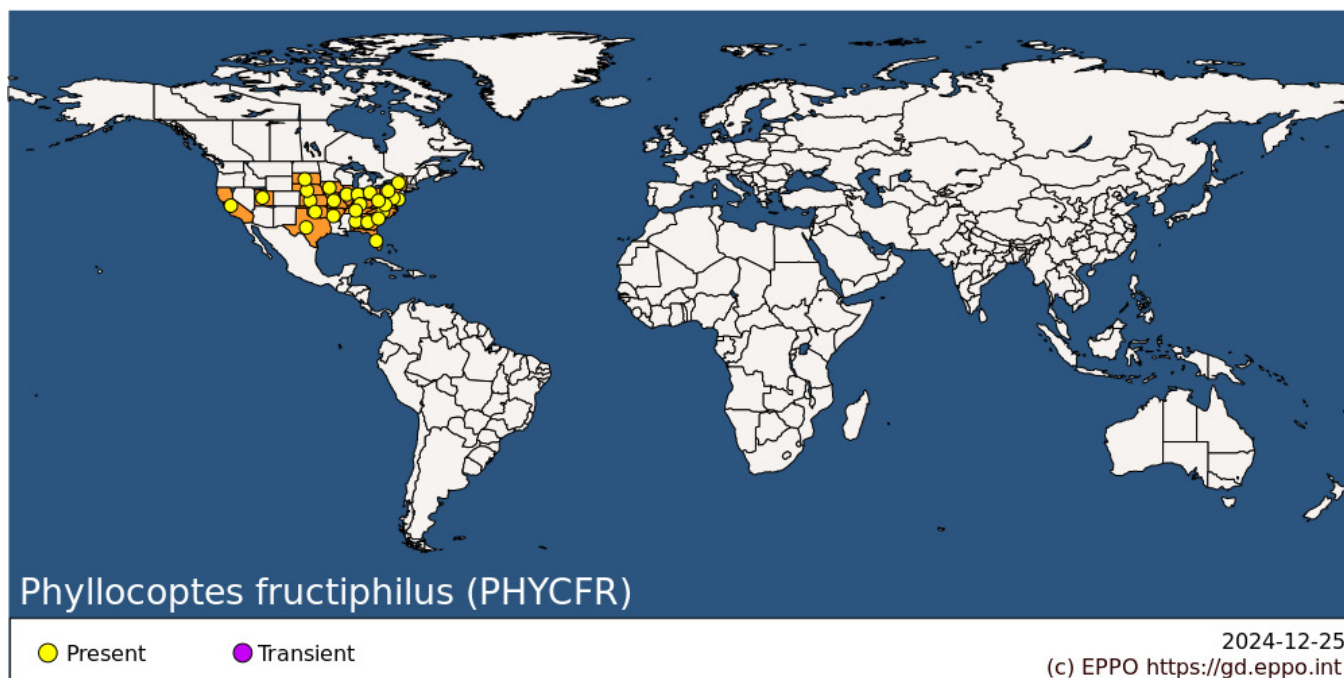 Phyllocoptes fructiphilus (PHYCFR)
Present
Transient
2024-12-25
(c) EPPO https://gd.eppo.int